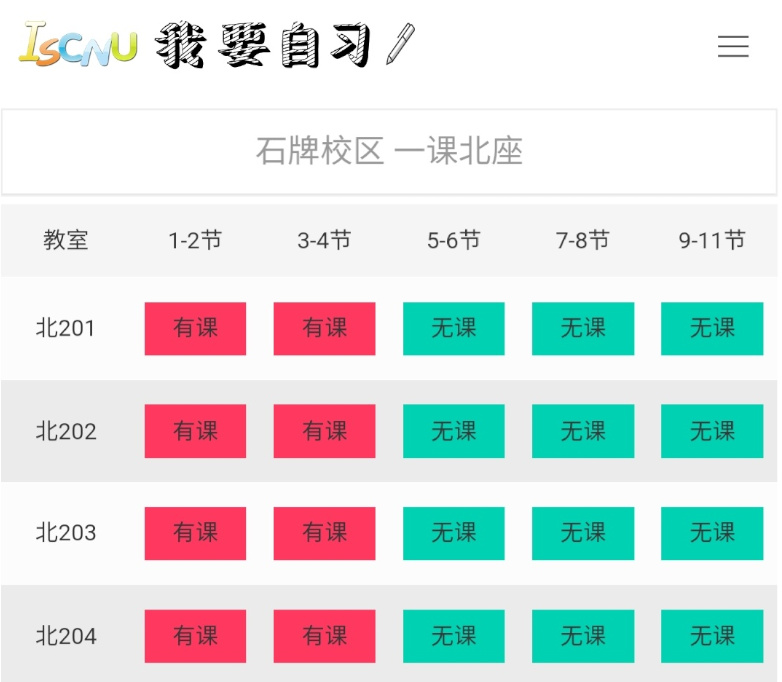 ISCNU 我要自习
石牌校区 一课北座
教室 1-2节 3-4节 5-6节 7-8节 9-11节
北201 有课 有课 无课 无课 无课
北202 有课 有课 无课 无课 无课
北203 有课 有课 无课 无课 无课
北204 有课 有课 无课 无课 无课